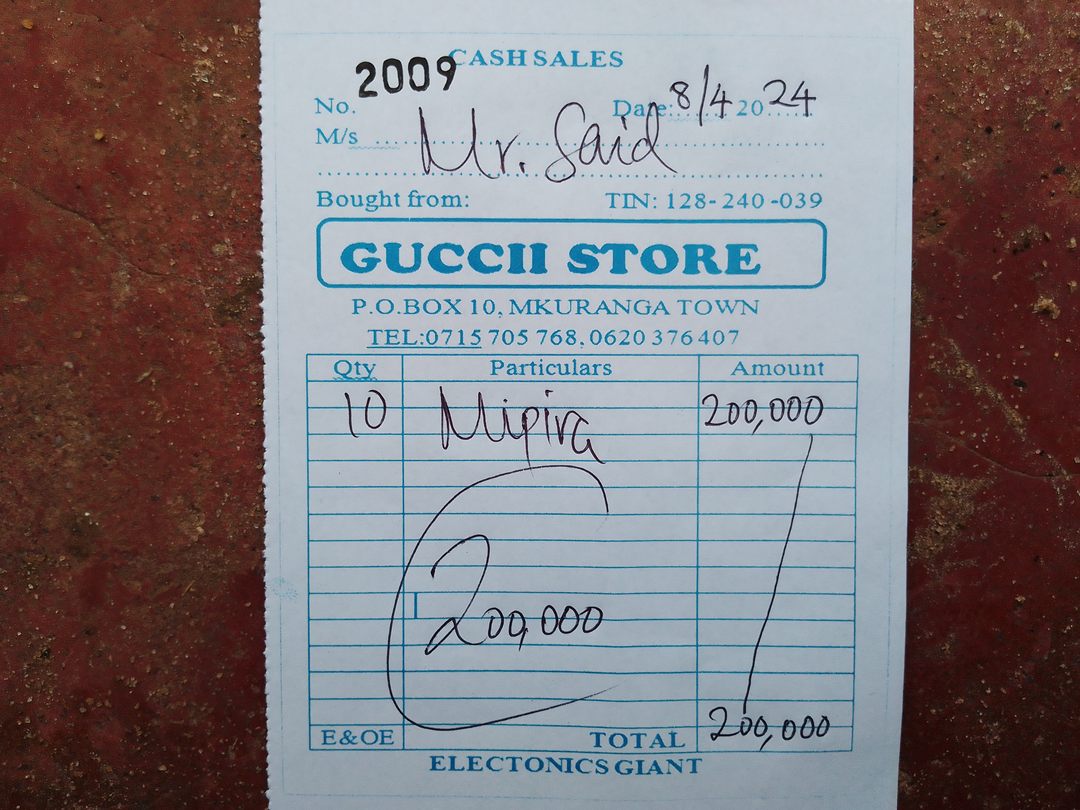 CASH SALES
No. 2009 Date: 8/4 2024
M/s Mr. Said
Bought from: TIN: 128-240-039
GUCCII STORE
P.O.BOX 10, MKURANGA TOWN
TEL:0715 705 768, 0620 376407
Qty Particulars Amount
10 Mipira 200,000
200,000
E&OE TOTAL 200,000
ELECTONICS GIANT